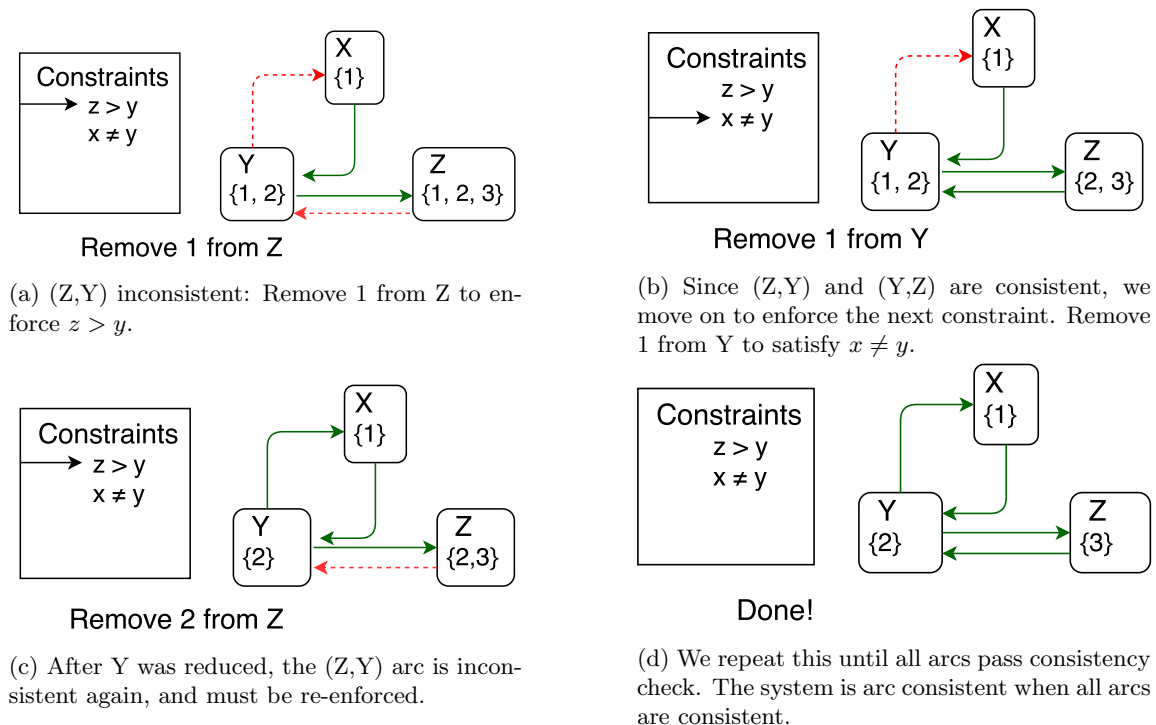 Constraints
z > y
x ≠ y
X
{1}
Y
{1, 2}
Z
{1, 2, 3}
Remove 1 from Z
(a) (Z,Y) inconsistent: Remove 1 from Z to en-
force z > y.
Constraints
z > y
x ≠ y
X
{1}
Y
{1, 2}
Z
{2, 3}
Remove 1 from Y
(b) Since (Z,Y) and (Y,Z) are consistent, we
move on to enforce the next constraint. Remove
1 from Y to satisfy x ≠ y.
Constraints
z > y
x ≠ y
X
{1}
Y
{2}
Z
{2,3}
Remove 2 from Z
(c) After Y was reduced, the (Z,Y) arc is incon-
sistent again, and must be re-enforced.
Constraints
z > y
x ≠ y
X
{1}
Y
{2}
Z
{3}
Done!
(d) We repeat this until all arcs pass consistency
check. The system is arc consistent when all arcs
are consistent.